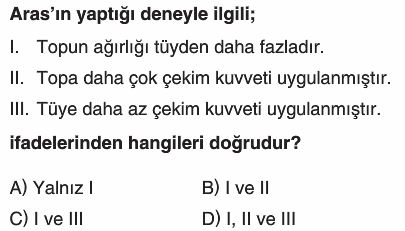 Aras'ın yaptığı deneyle ilgili;
I. Topun ağırlığı tüyden daha fazladır.
II. Topa daha çok çekim kuvveti uygulanmıştır.
III. Tüye daha az çekim kuvveti uygulanmıştır.
ifadelerinden hangileri doğrudur?
A) Yalnız I B) I ve II
C) I ve III D) I, II ve III